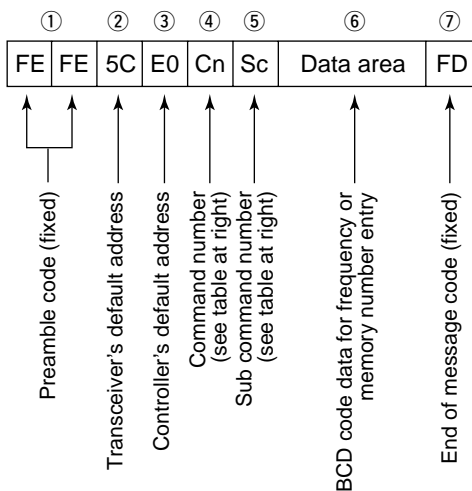 ① ② ③ ④ ⑤ ⑥ ⑦
FE FE 5C E0 Cn Sc Data area FD
Preamble code (fixed)
Transceiver's default address
Controller's default address
Command number
(see table at right)
Sub command number
(see table at right)
BCD code data for frequency or
memory number entry
End of message code (fixed)